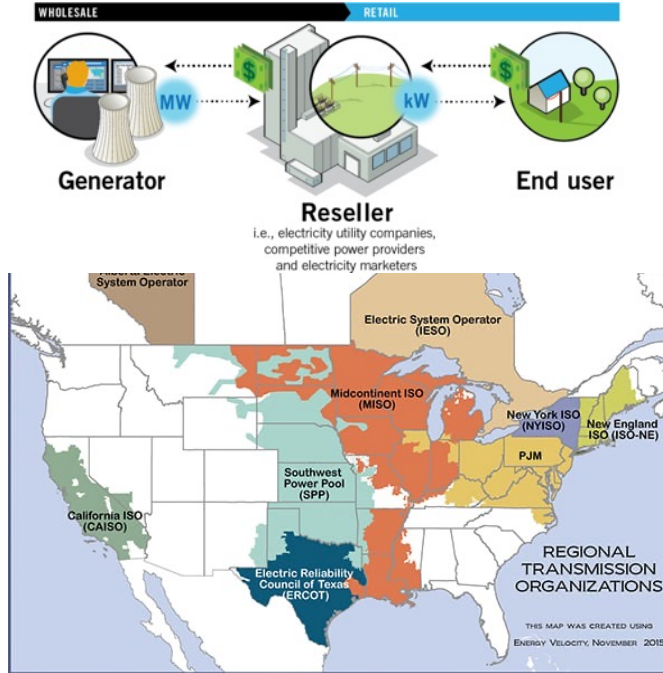 WHOLESALE
RETAIL
$
$
MW
kW
Generator
Reseller
End user
i.e., electricity utility companies,
competitive power providers
and electricity marketers
Alberta Electric
System Operator
Electric System Operator
(IESO)
Midcontinent ISO
(MISO)
New York ISO
(NYISO)
New England
ISO (ISO-NE)
PJM
Southwest
Power Pool
(SPP)
California ISO
(CAISO)
Electric Reliability
Council of Texas
(ERCOT)
REGIONAL
TRANSMISSION
ORGANIZATIONS
THIS MAP WAS CREATED USING
ENERGY VELOCITY, NOVEMBER 2015